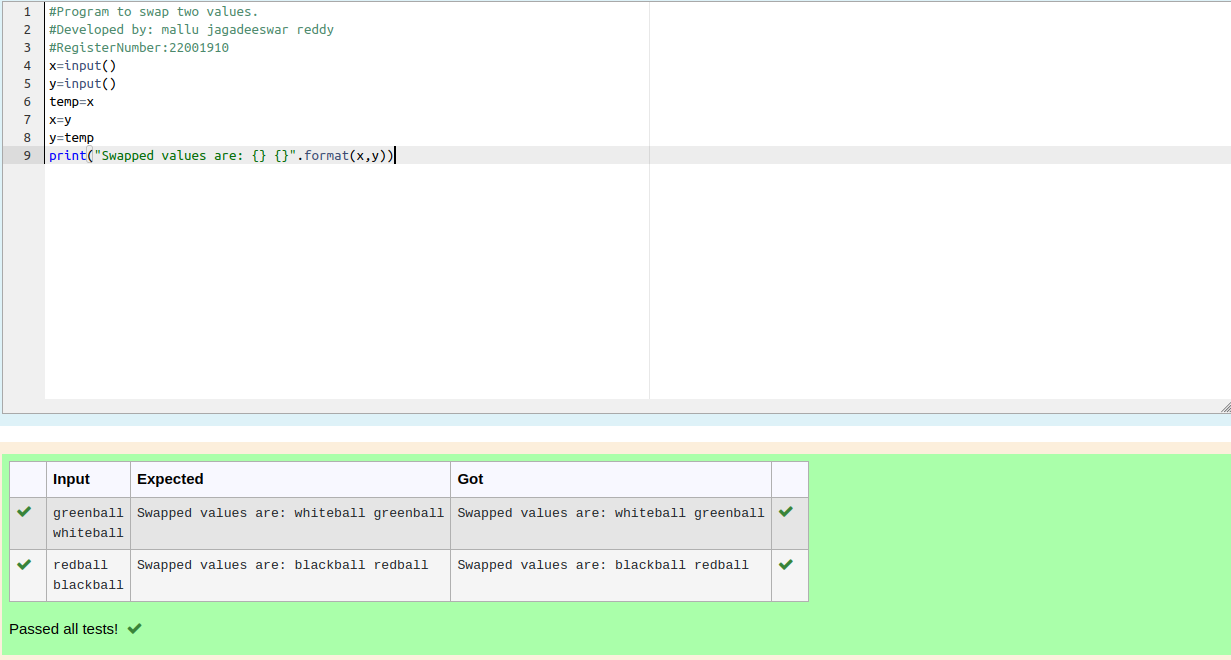 1 #Program to swap two values.
2 #Developed by: mallu jagadeeswar reddy
3 #RegisterNumber:22001910
4 x=input()
5 y=input()
6 temp=x
7 x=y
8 y=temp
9 print("Swapped values are: {} {}".format(x,y))
Input Expected Got
greenball Swapped values are: whiteball greenball Swapped values are: whiteball greenball
whiteball
redball Swapped values are: blackball redball Swapped values are: blackball redball
blackball
Passed all tests!